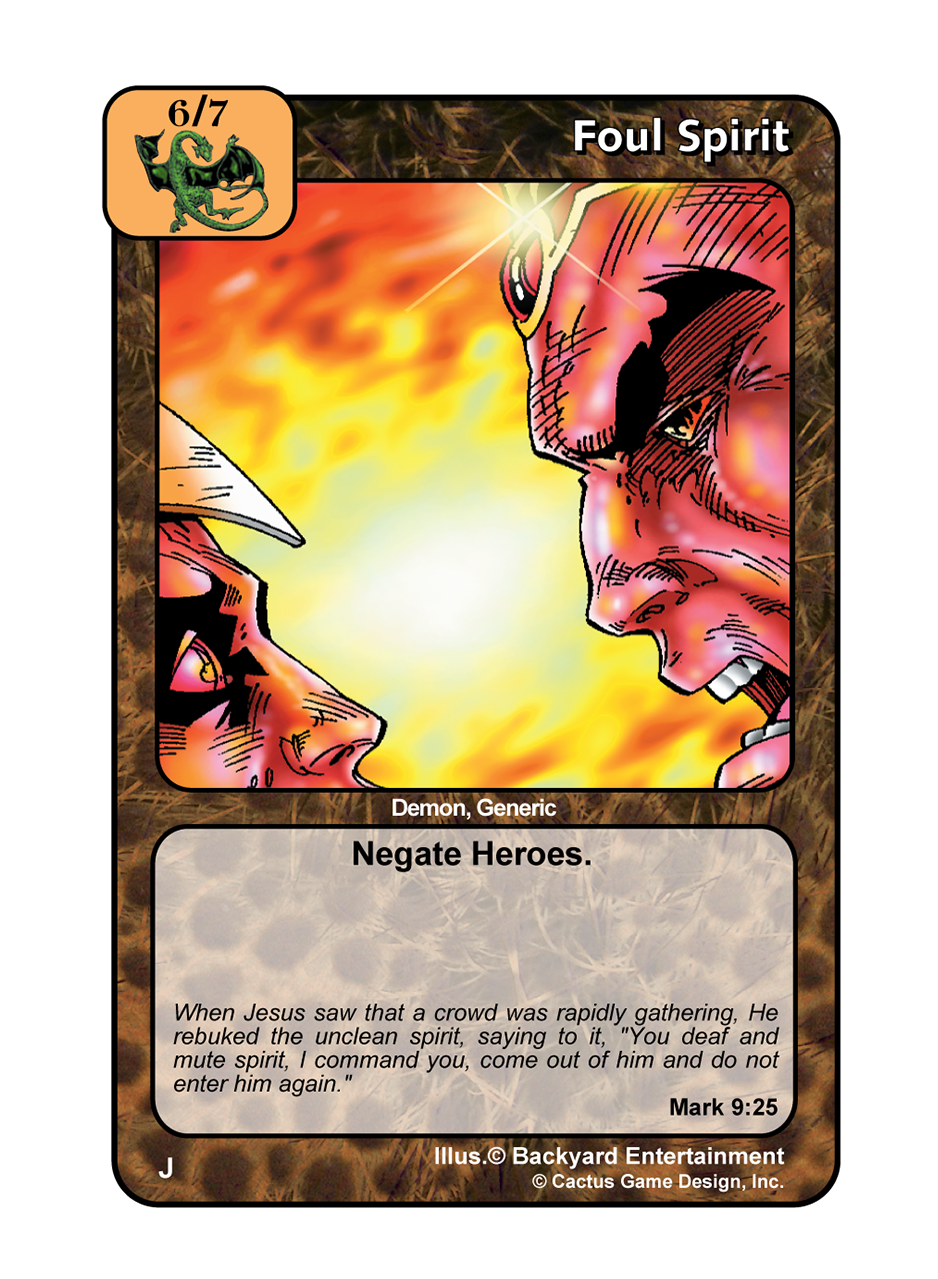 6/7
Foul Spirit
Demon, Generic
Negate Heroes.
When Jesus saw that a crowd was rapidly gathering, He
rebuked the unclean spirit, saying to it, "You deaf and
mute spirit, I command you, come out of him and do not
enter him again."
Mark 9:25
J
Illus.© Backyard Entertainment
© Cactus Game Design, Inc.